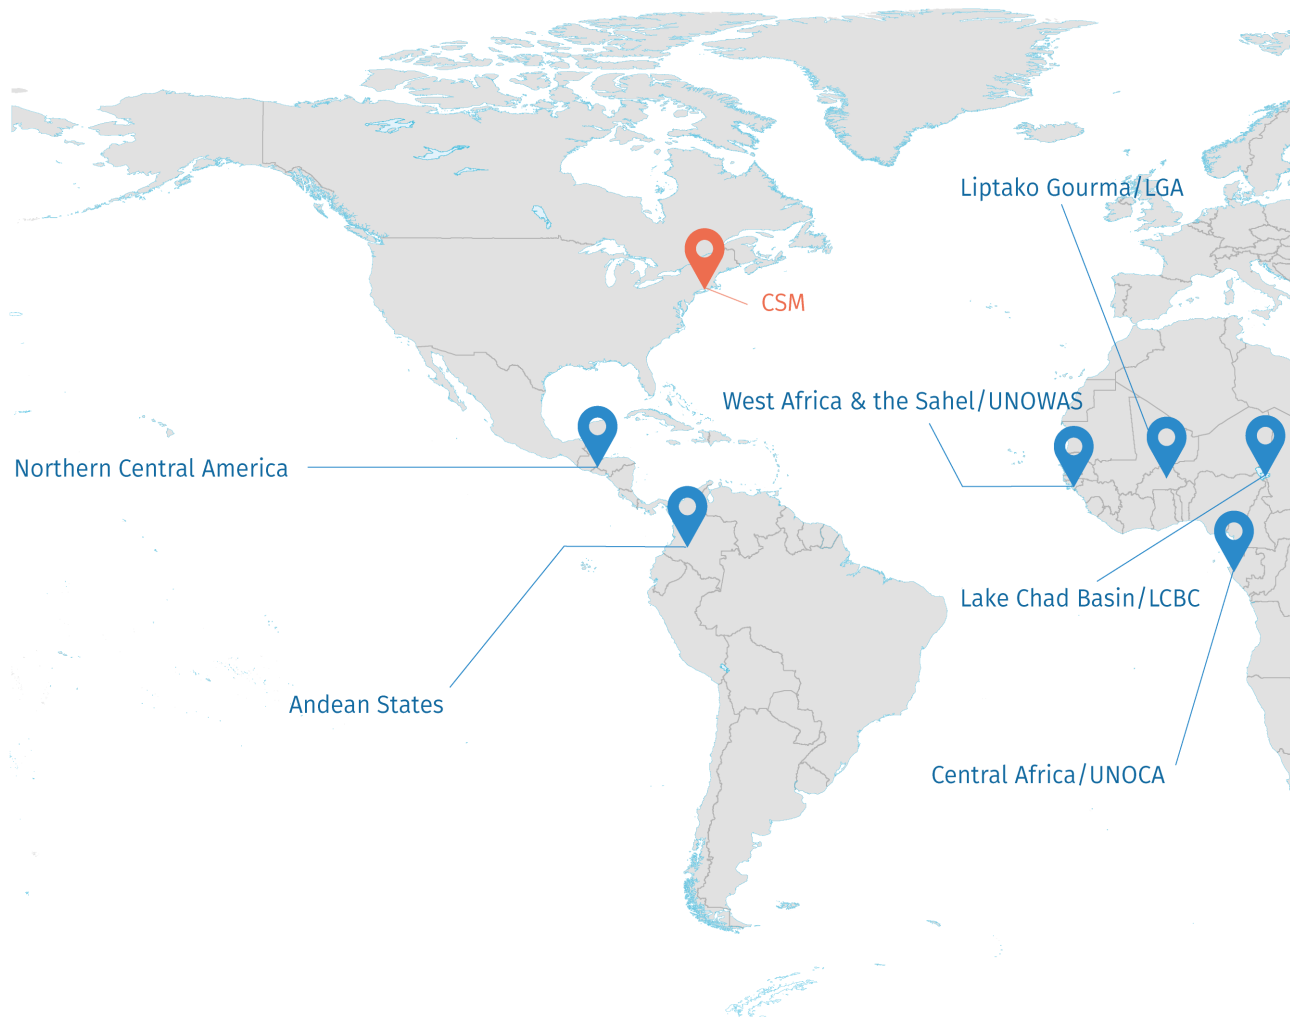 Liptako Gourma/LGA
CSM
West Africa & the Sahel/UNOWAS
Northern Central America
Lake Chad Basin/LCBC
Andean States
Central Africa/UNOCA